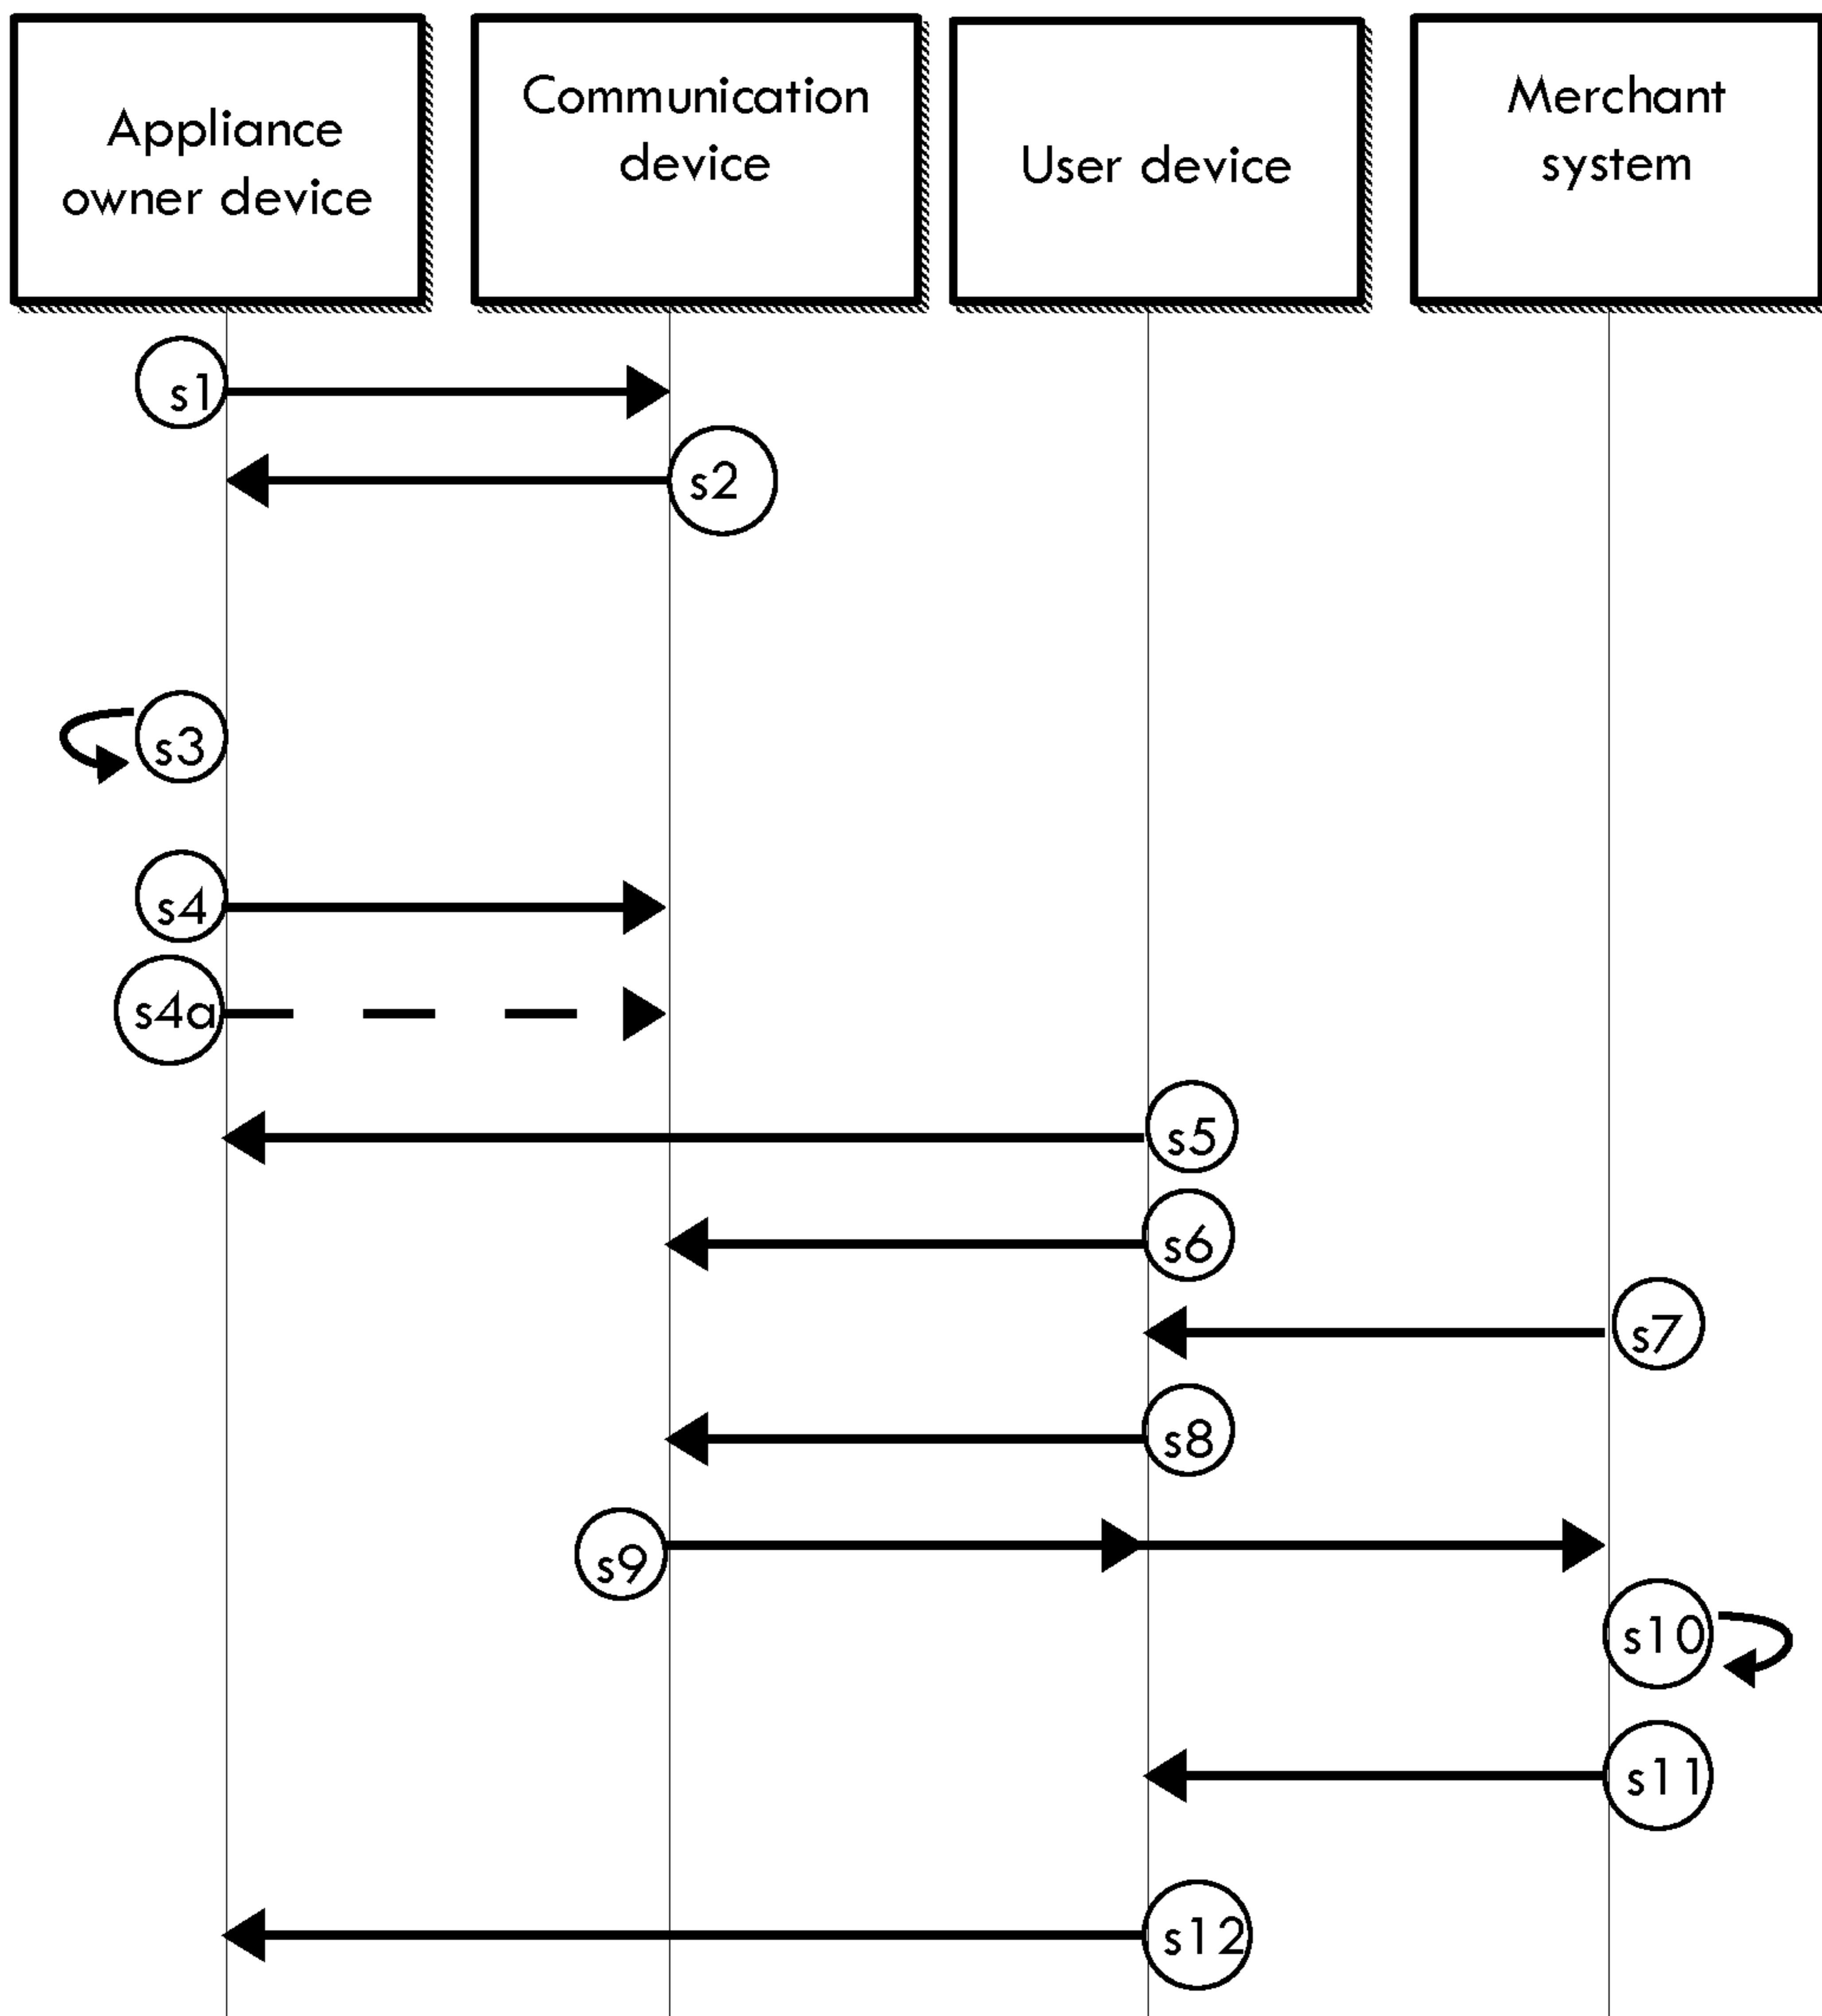 Appliance
owner device
Communication
device
User device
Merchant
system
s1
s2
s3
s4
s4a
s5
s6
s7
s8
s9
s10
s11
s12